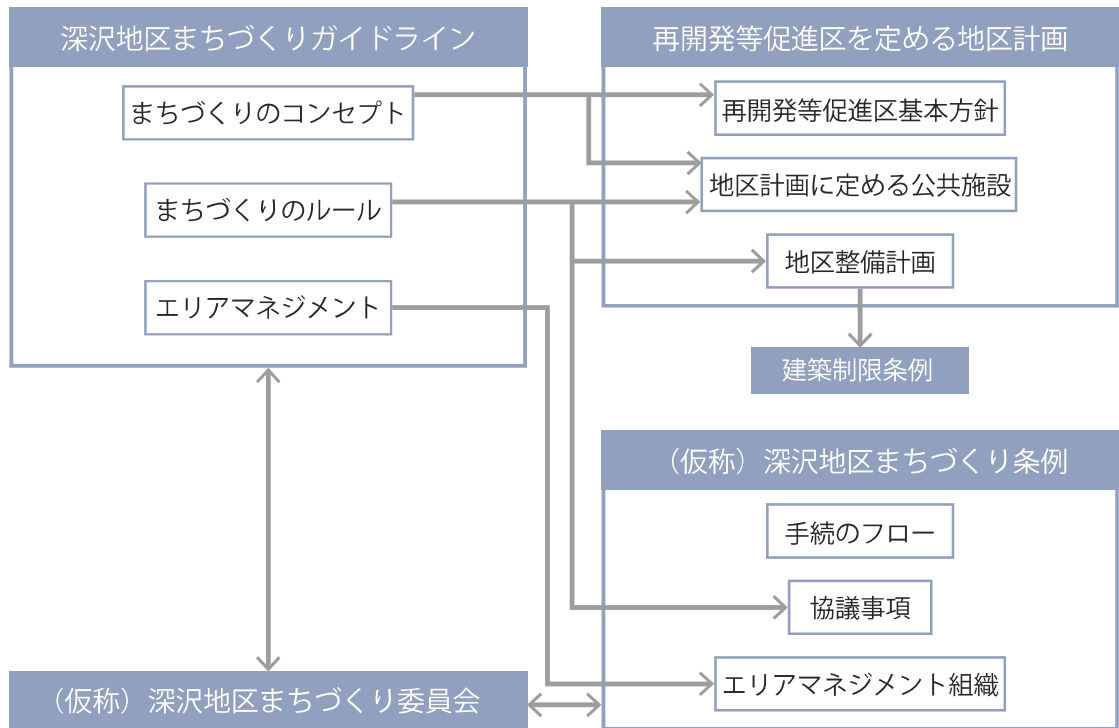 深沢地区まちづくりガイドライン
まちづくりのコンセプト
まちづくりのルール
エリアマネジメント
再開発等促進区を定める地区計画
再開発等促進区基本方針
地区計画に定める公共施設
地区整備計画
建築制限条例
（仮称）深沢地区まちづくり条例
手続のフロー
協議事項
エリアマネジメント組織
（仮称）深沢地区まちづくり委員会